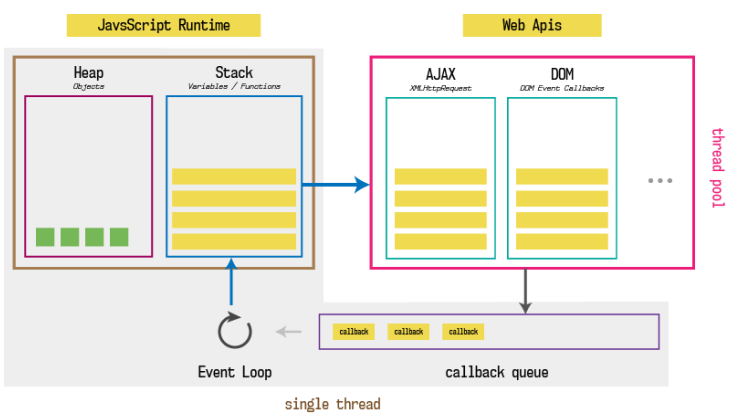 JavsScript Runtime
Web Apis
Heap
Objects
Stack
Variables / Functions
AJAX
XMLHttpRequest
DOM
DOM Event Callbacks
thread pool
callback
callback
callback
Event Loop
callback queue
single thread